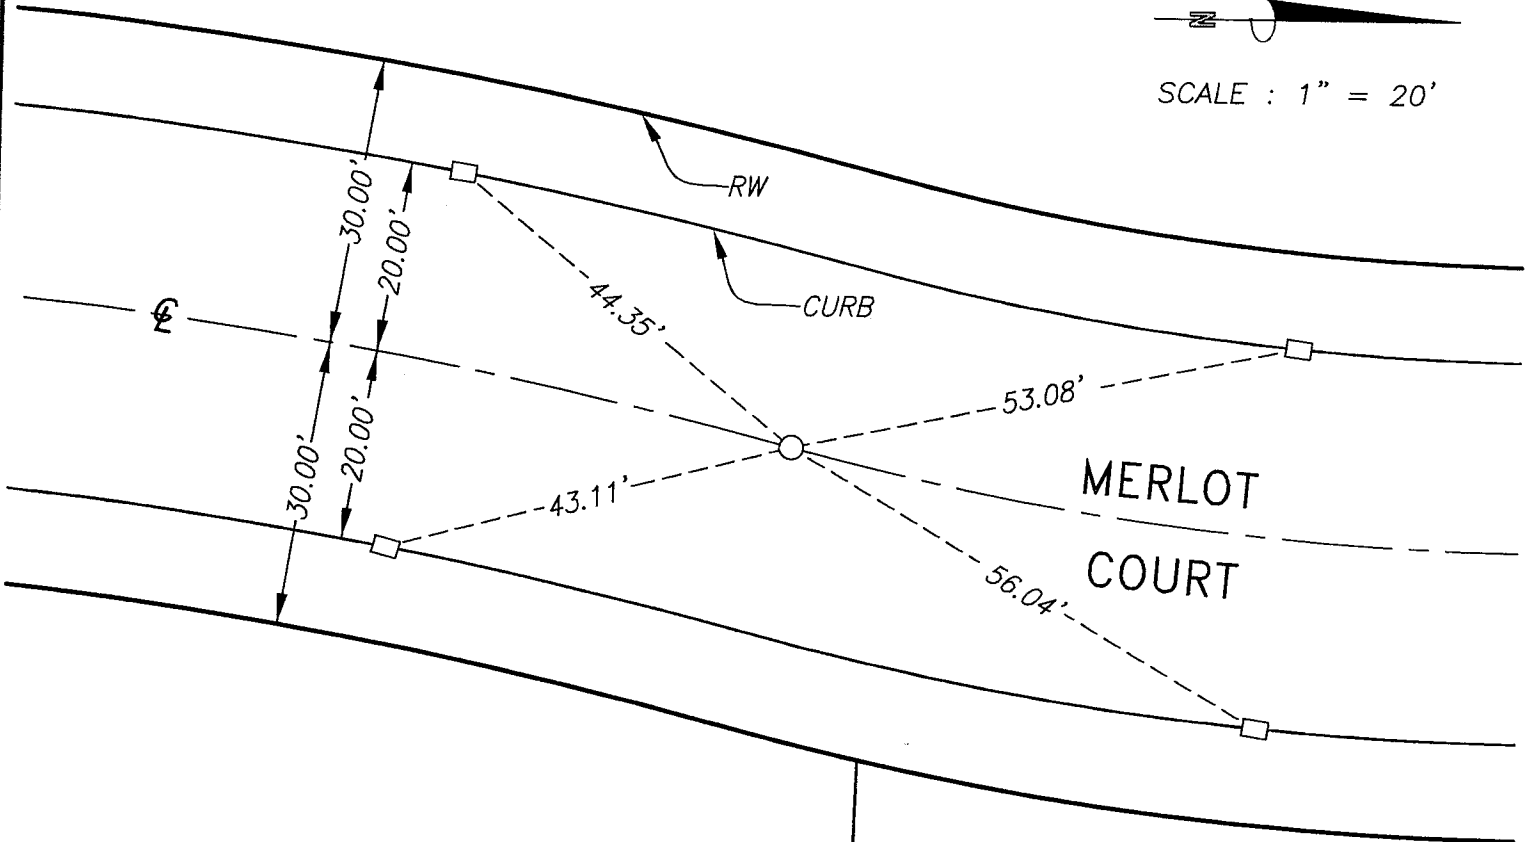 N
SCALE : 1" = 20'
RW
30.00'
20.00'
℄
CURB
44.35'
53.08'
20.00'
30.00'
43.11'
MERLOT
COURT
56.04'